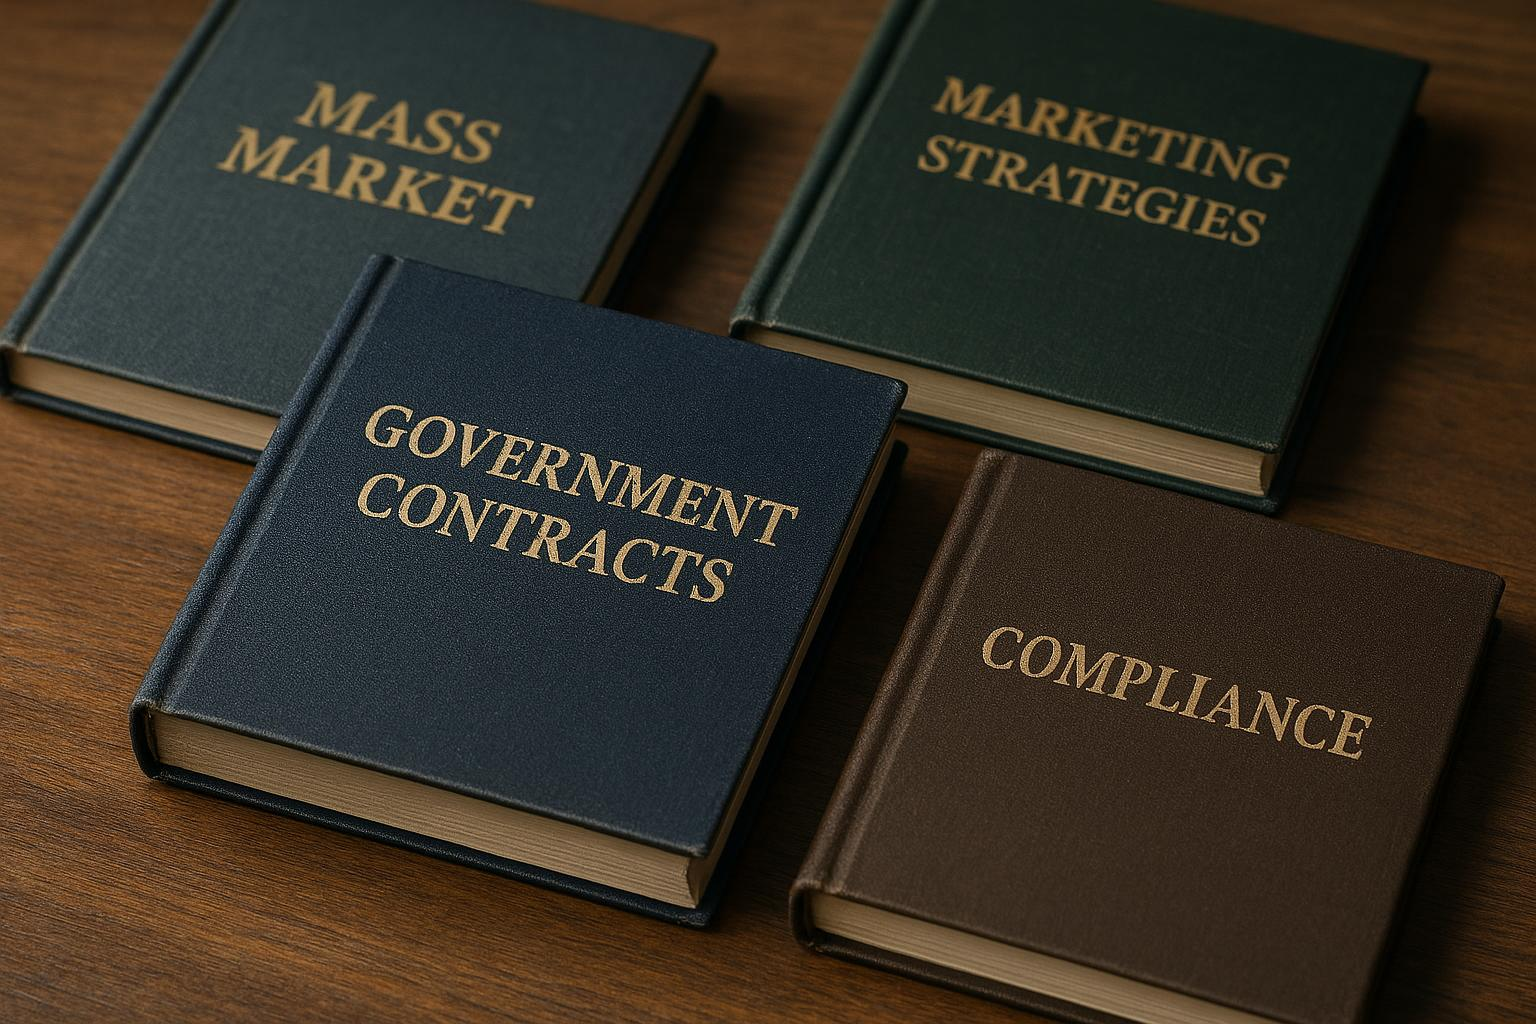 MASS
MARKET
MARKETING
STRATEGIES
GOVERNMENT
CONTRACTS
COMPLIANCE